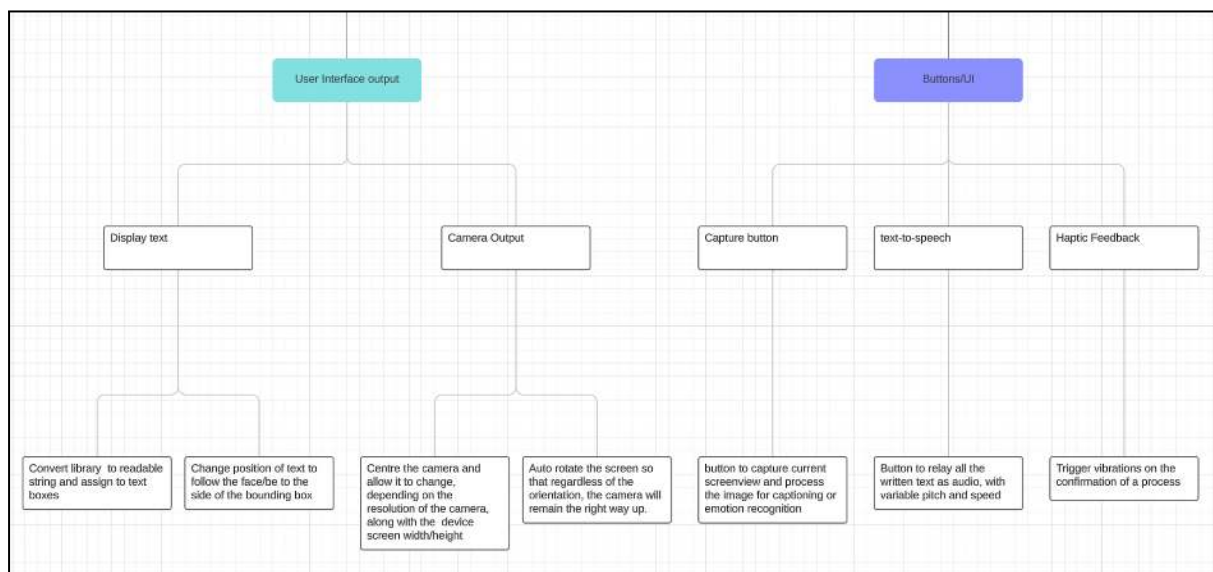 User Interface output
Buttons/UI
Display text
Camera Output
Capture button
text-to-speech
Haptic Feedback
Convert library to readable
string and assign to text
boxes
Change position of text to
follow the face/be to the
side of the bounding box
Centre the camera and
allow it to change,
depending on the
resolution of the camera,
along with the device
screen width/height
Auto rotate the screen so
that regardless of the
orientation, the camera will
remain the right way up.
button to capture current
screenview and process
the image for captioning or
emotion recognition
Button to relay all the
written text as audio, with
variable pitch and speed
Trigger vibrations on the
confirmation of a process